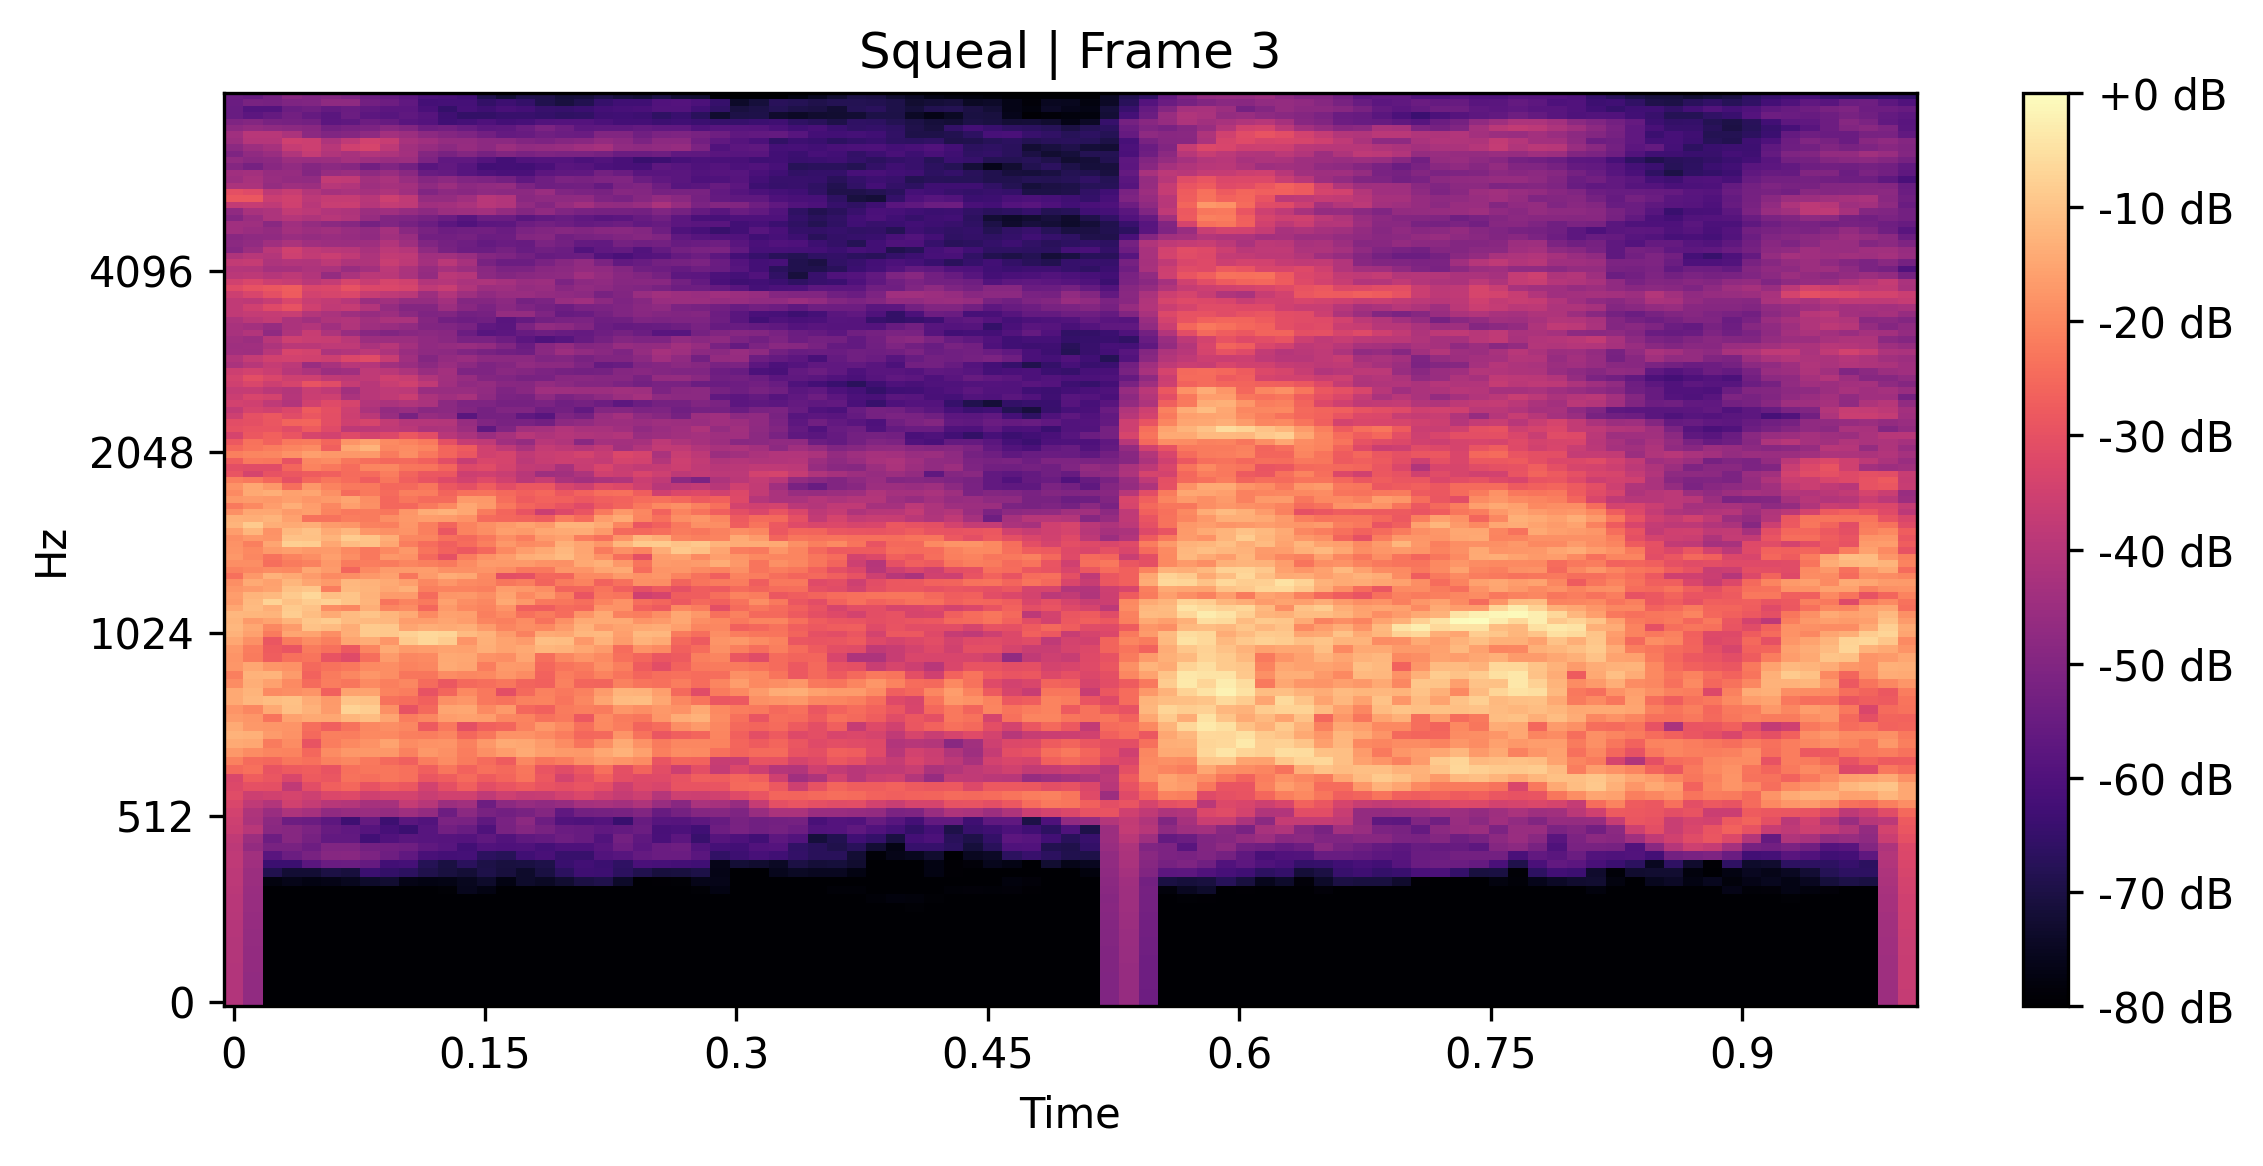 Squeal | Frame 3
Hz
4096
2048
1024
512
0
0 0.15 0.3 0.45 0.6 0.75 0.9
Time
+0 dB
-10 dB
-20 dB
-30 dB
-40 dB
-50 dB
-60 dB
-70 dB
-80 dB